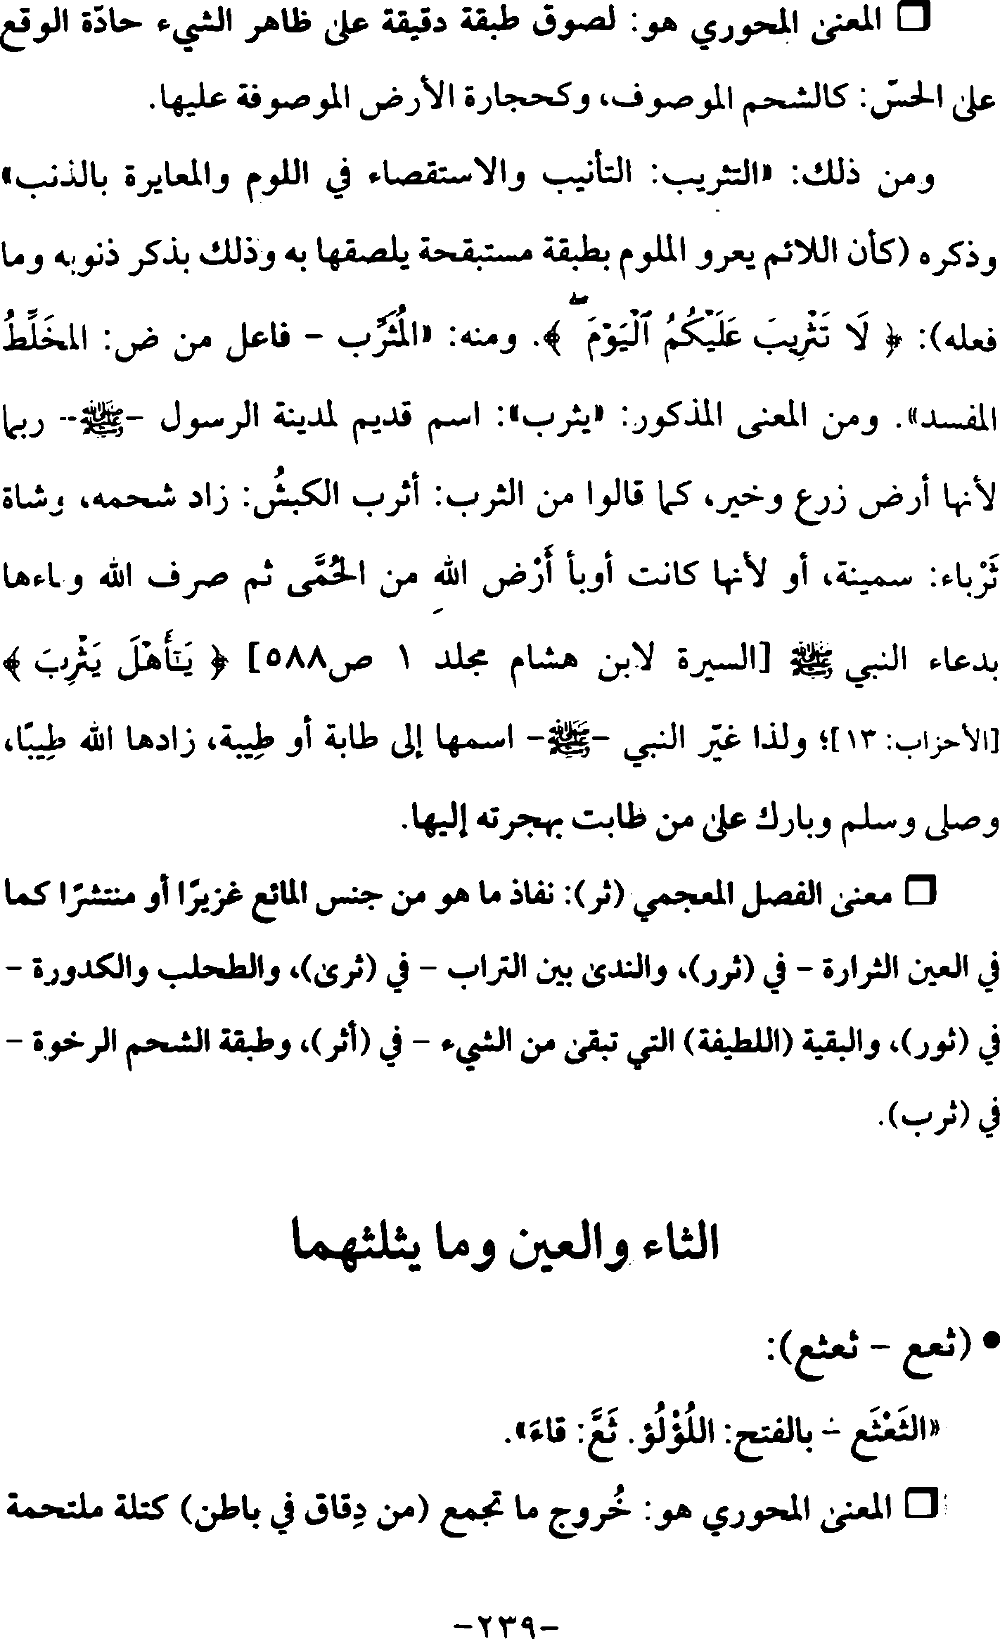 □ المعنى المحوري هو: لصوق طبقة دقيقة على ظاهر الشيء حادّة الوقع
على الحسّ: كالشحم الموصوف، وكحجارة الأرض الموصوفة عليها.
ومن ذلك: «التثريب: التأنيب والاستقصاء في اللوم والمعايرة بالذنب»
وذكره (كأن اللائم يعرو الملوم بطبقة مستبقحة يلصقها به وذلك بذكر ذنوبه وما
فعله): ﴿ لَا تَثْرِيبَ عَلَيْكُمُ ٱلْيَوْمَ ۖ ﴾. ومنه: «المُثَرِّب - فاعل من ض: المخَلِّطُ
المفسد». ومن المعنى المذكور: «يثرب»: اسم قديم لمدينة الرسول -ﷺ- ربما
لأنها أرض زرع وخير، كما قالوا من الثرب: أثرب الكبشُ: زاد شحمه، وشاة
ثَرْباء: سمينة، أو لأنها كانت أوبأ أَرْض الله من الحُمَّى ثم صرف الله وباءها
بدعاء النبي ﷺ [السيرة لابن هشام مجلد ١ ص٥٨٨] ﴿ يَـٰٓأَهْلَ يَثْرِبَ ﴾
[الأحزاب: ١٣]؛ ولذا غيّر النبي -ﷺ- اسمها إلى طابة أو طِيبة، زادها الله طِيبًا،
وصلى وسلم وبارك على من طابت بهجرته إليها.
□ معنى الفصل المعجمي (ثر): نفاذ ما هو من جنس المائع غزيرًا أو منتشرًا كما
في العين الثرارة - في (ثرر)، والندى بين التراب - في (ثرى)، والطحلب والكدورة -
في (ثور)، والبقية (اللطيفة) التي تبقى من الشيء - في (أثر)، وطبقة الشحم الرخوة -
في (ثرب).
الثاء والعين وما يثلثهما
• (ثعع - ثعثع):
«الثَعْثَع - بالفتح: اللُؤْلُؤ. ثَعَّ: قاءَ».
□ المعنى المحوري هو: خُروج ما تجمع (من دِقاق في باطن) كتلة ملتحمة
-٢٣٩-